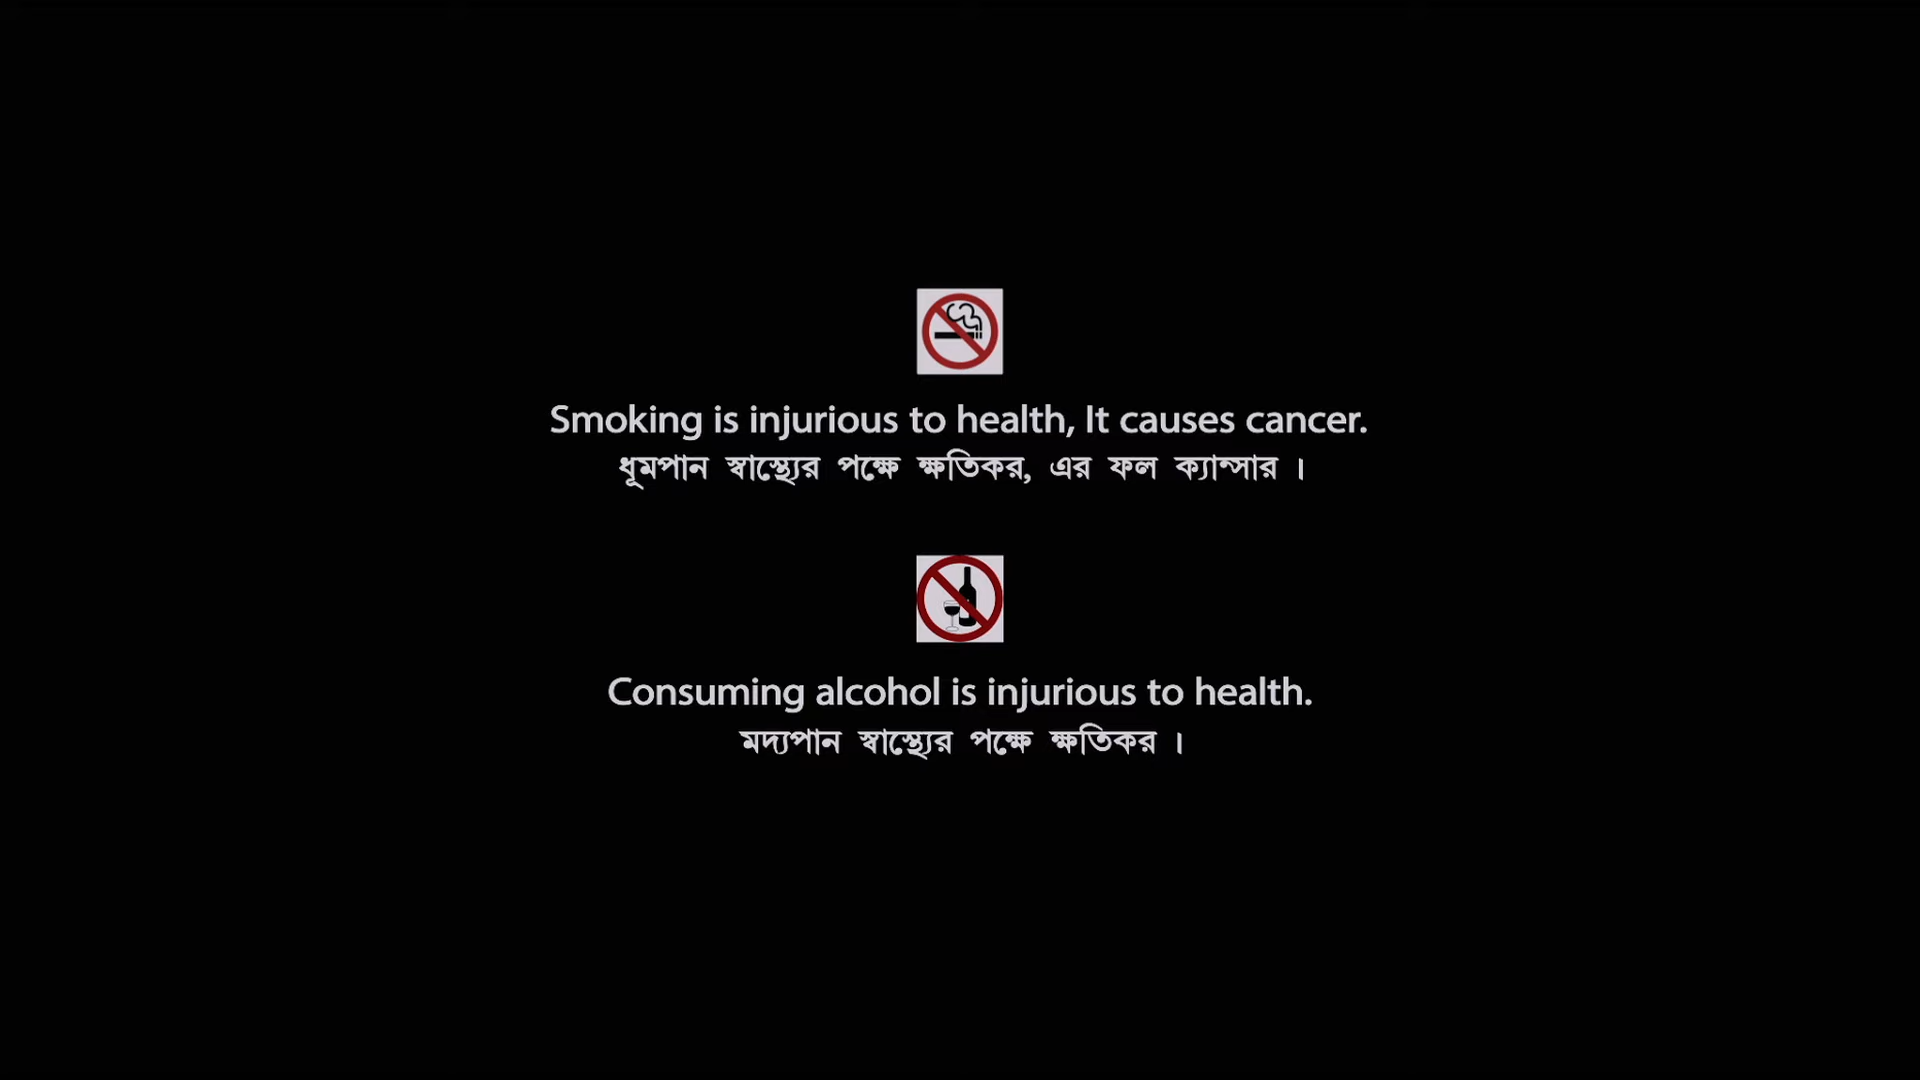 Smoking is injurious to health, It causes cancer.
ধূমপান স্বাস্থ্যের পক্ষে ক্ষতিকর, এর ফল ক্যান্সার ।
Consuming alcohol is injurious to health.
মদ্যপান স্বাস্থ্যের পক্ষে ক্ষতিকর ।